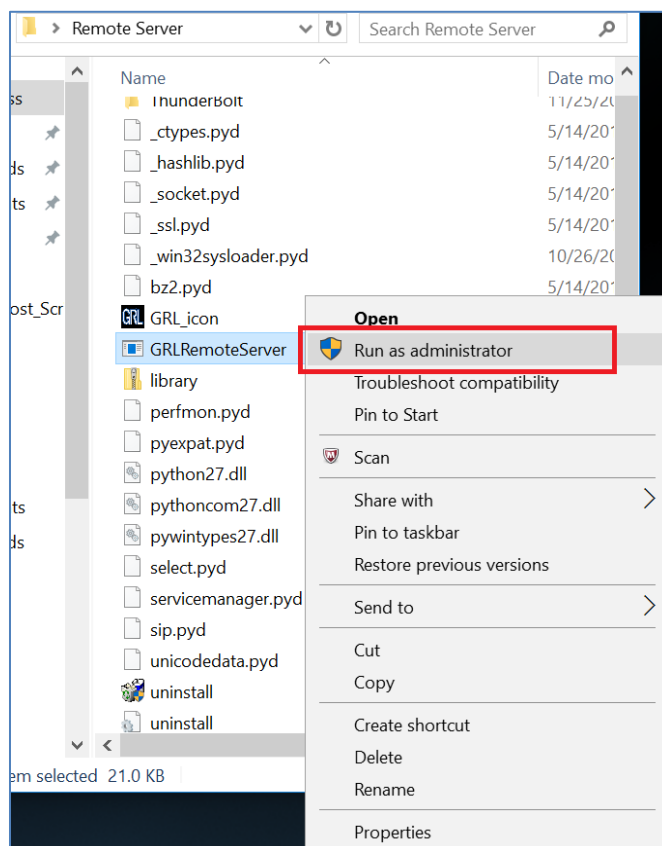 > Remote Server
Search Remote Server
Name
Date mo
ss
ThunderBolt
11/25/20
_ctypes.pyd
5/14/201
ds
_hashlib.pyd
5/14/201
ts
_socket.pyd
5/14/201
_ssl.pyd
5/14/201
_win32sysloader.pyd
10/26/20
bz2.pyd
5/14/201
ost_Scr
GRL
GRL_icon
Open
GRLRemoteServer
Run as administrator
library
Troubleshoot compatibility
perfmon.pyd
Pin to Start
pyexpat.pyd
Scan
python27.dll
ts
pythoncom27.dll
Share with
pywintypes27.dll
Pin to taskbar
ds
select.pyd
Restore previous versions
servicemanager.pyd
Send to
sip.pyd
unicodedata.pyd
Cut
uninstall
Copy
uninstall
Create shortcut
em selected 21.0 KB
Delete
Rename
Properties